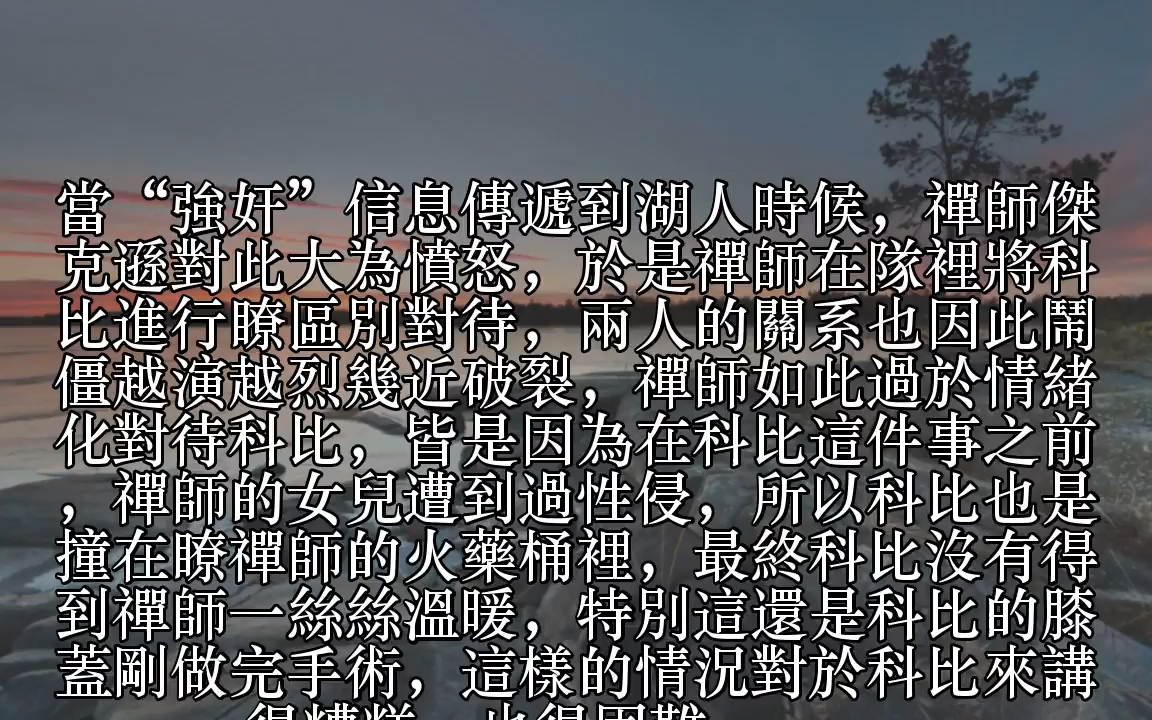 當“強奸”信息傳遞到湖人時候，禪師傑
克遜對此大為憤怒，於是禪師在隊裡將科
比進行瞭區別對待，兩人的關系也因此鬧
僵越演越烈幾近破裂，禪師如此過於情緒
化對待科比，皆是因為在科比這件事之前
，禪師的女兒遭到過性侵，所以科比也是
撞在瞭禪師的火藥桶裡，最終科比沒有得
到禪師一絲絲溫暖，特別這還是科比的膝
蓋剛做完手術，這樣的情況對於科比來講
很糟糕，也很困難